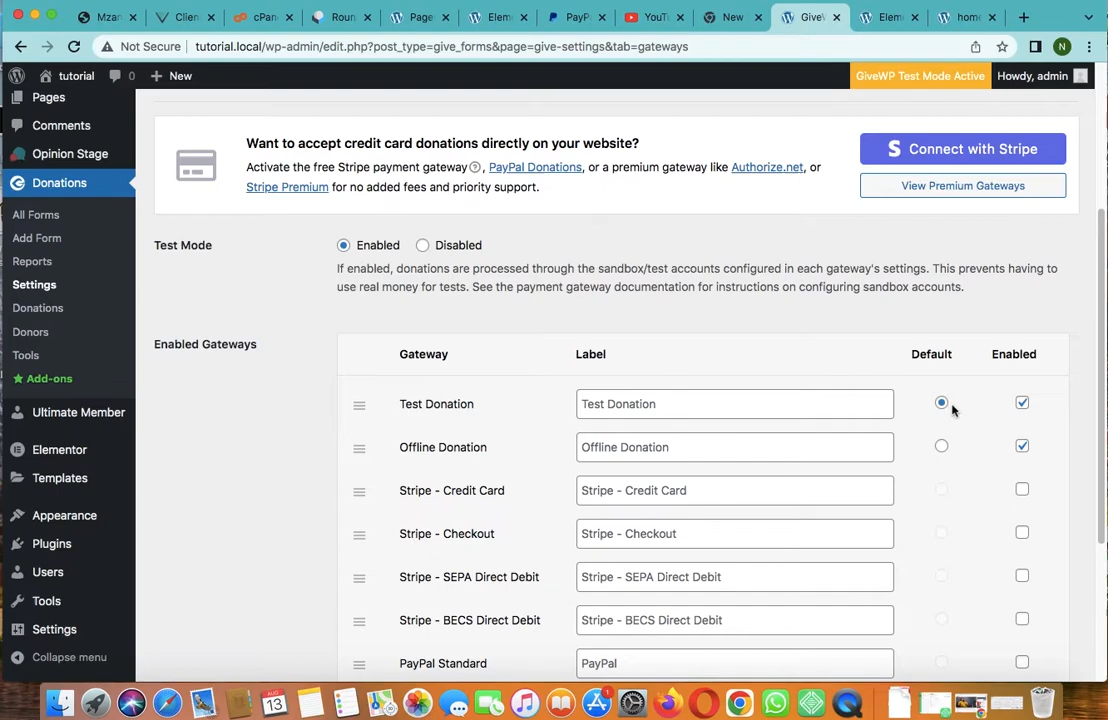 Mzan
Clien
cPan
Roun
Page
Elem
PayP
YouT
New
GiveW
Elem
hom
Not Secure
tutorial.local/wp-admin/edit.php?post_type=give_forms&page=give-settings&tab=gateways
N
tutorial
0
+ New
GiveWP Test Mode Active
Howdy, admin
Pages
Comments
Opinion Stage
Donations
All Forms
Add Form
Reports
Settings
Donations
Donors
Tools
Add-ons
Ultimate Member
Elementor
Templates
Appearance
Plugins
Users
Tools
Settings
Collapse menu
Want to accept credit card donations directly on your website?
Activate the free Stripe payment gateway?, PayPal Donations, or a premium gateway like Authorize.net, or
Stripe Premium for no added fees and priority support.
S Connect with Stripe
View Premium Gateways
Test Mode
Enabled
Disabled
If enabled, donations are processed through the sandbox/test accounts configured in each gateway's settings. This prevents having to
use real money for tests. See the payment gateway documentation for instructions on configuring sandbox accounts.
Enabled Gateways
Gateway Label Default Enabled
Test Donation Test Donation
Offline Donation Offline Donation
Stripe - Credit Card Stripe - Credit Card
Stripe - Checkout Stripe - Checkout
Stripe - SEPA Direct Debit Stripe - SEPA Direct Debit
Stripe - BECS Direct Debit Stripe - BECS Direct Debit
PayPal Standard PayPal
AUG
13
1